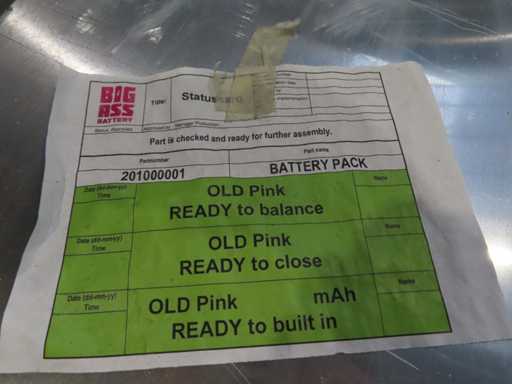 BIG
ASS
BATTERY
Title:
Status
Part is checked and ready for further assembly.
Partnumber
Part name
201000001
BATTERY PACK
Date (dd-mm-yy)
Time
OLD Pink
READY to balance
Name
Date (dd-mm-yy)
Time
OLD Pink
READY to close
Name
Date (dd-mm-yy)
Time
OLD Pink mAh
READY to built in
Name